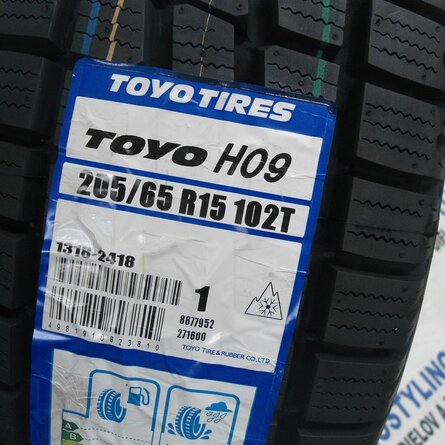 TOYO TIRES
TOYO H09
205/65 R15 102T
1316-2418
1
8877952
271600
4981910823810
TOYO TIRE & RUBBER CO., LTD.
A
B
STYLIN